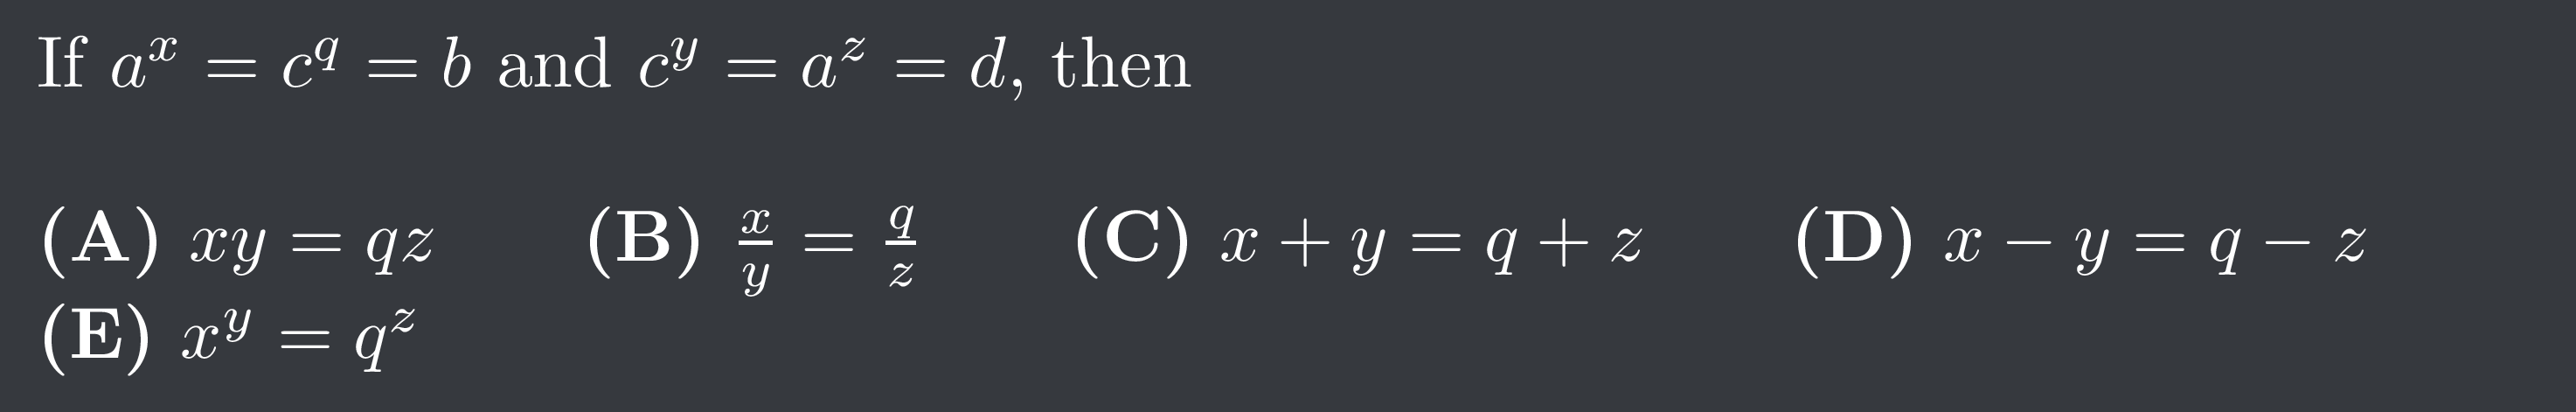 If $a^x = c^q = b$ and $c^y = a^z = d$, then
(A) $xy = qz$ (B) $\frac{x}{y} = \frac{q}{z}$ (C) $x + y = q + z$ (D) $x - y = q - z$
(E) $x^y = q^z$